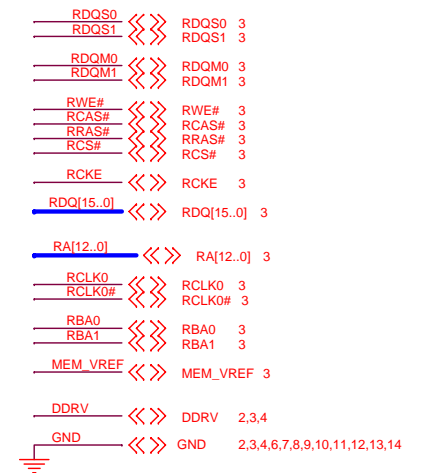 RDQS0 RDQS0 3
RDQS1 RDQS1 3
RDQM0 RDQM0 3
RDQM1 RDQM1 3
RWE# RWE# 3
RCAS# RCAS# 3
RRAS# RRAS# 3
RCS# RCS# 3
RCKE RCKE 3
RDQ[15..0] RDQ[15..0] 3
RA[12..0] RA[12..0] 3
RCLK0 RCLK0 3
RCLK0# RCLK0# 3
RBA0 RBA0 3
RBA1 RBA1 3
MEM_VREF MEM_VREF 3
DDRV DDRV 2,3,4
GND GND 2,3,4,6,7,8,9,10,11,12,13,14